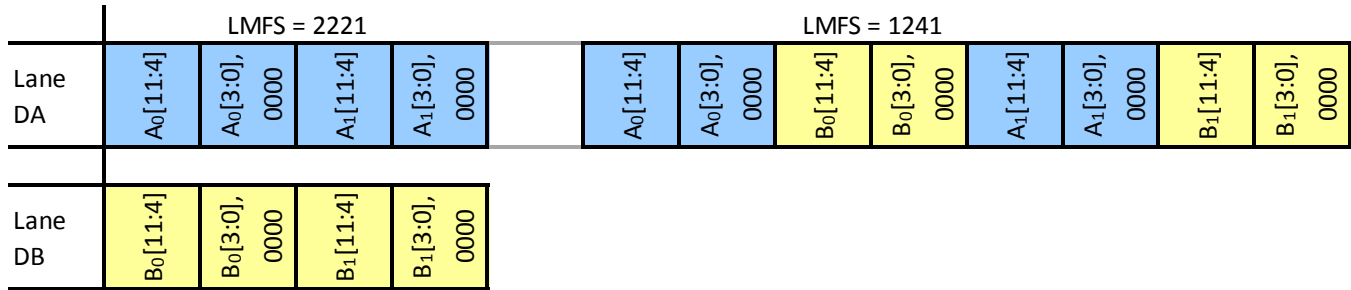 LMFS = 2221 LMFS = 1241
Lane DA
A0[11:4]
A0[3:0], 0000
A1[11:4]
A1[3:0], 0000
A0[11:4]
A0[3:0], 0000
B0[11:4]
B0[3:0], 0000
A1[11:4]
A1[3:0], 0000
B1[11:4]
B1[3:0], 0000
Lane DB
B0[11:4]
B0[3:0], 0000
B1[11:4]
B1[3:0], 0000